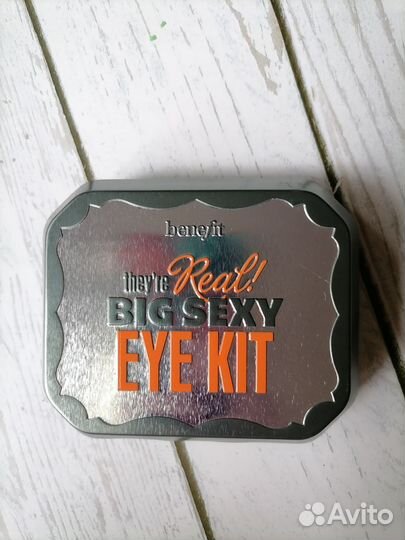 benefit
they're Real!
BIG SEXY
EYE KIT
Avito